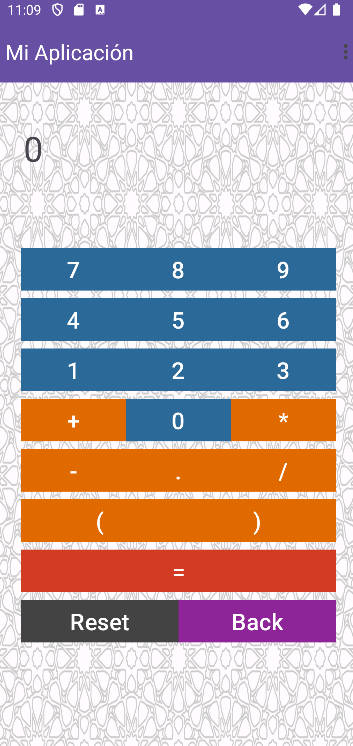 11:09 A
Mi Aplicación
0
7 8 9
4 5 6
1 2 3
+ 0 *
- . /
( )
=
Reset Back